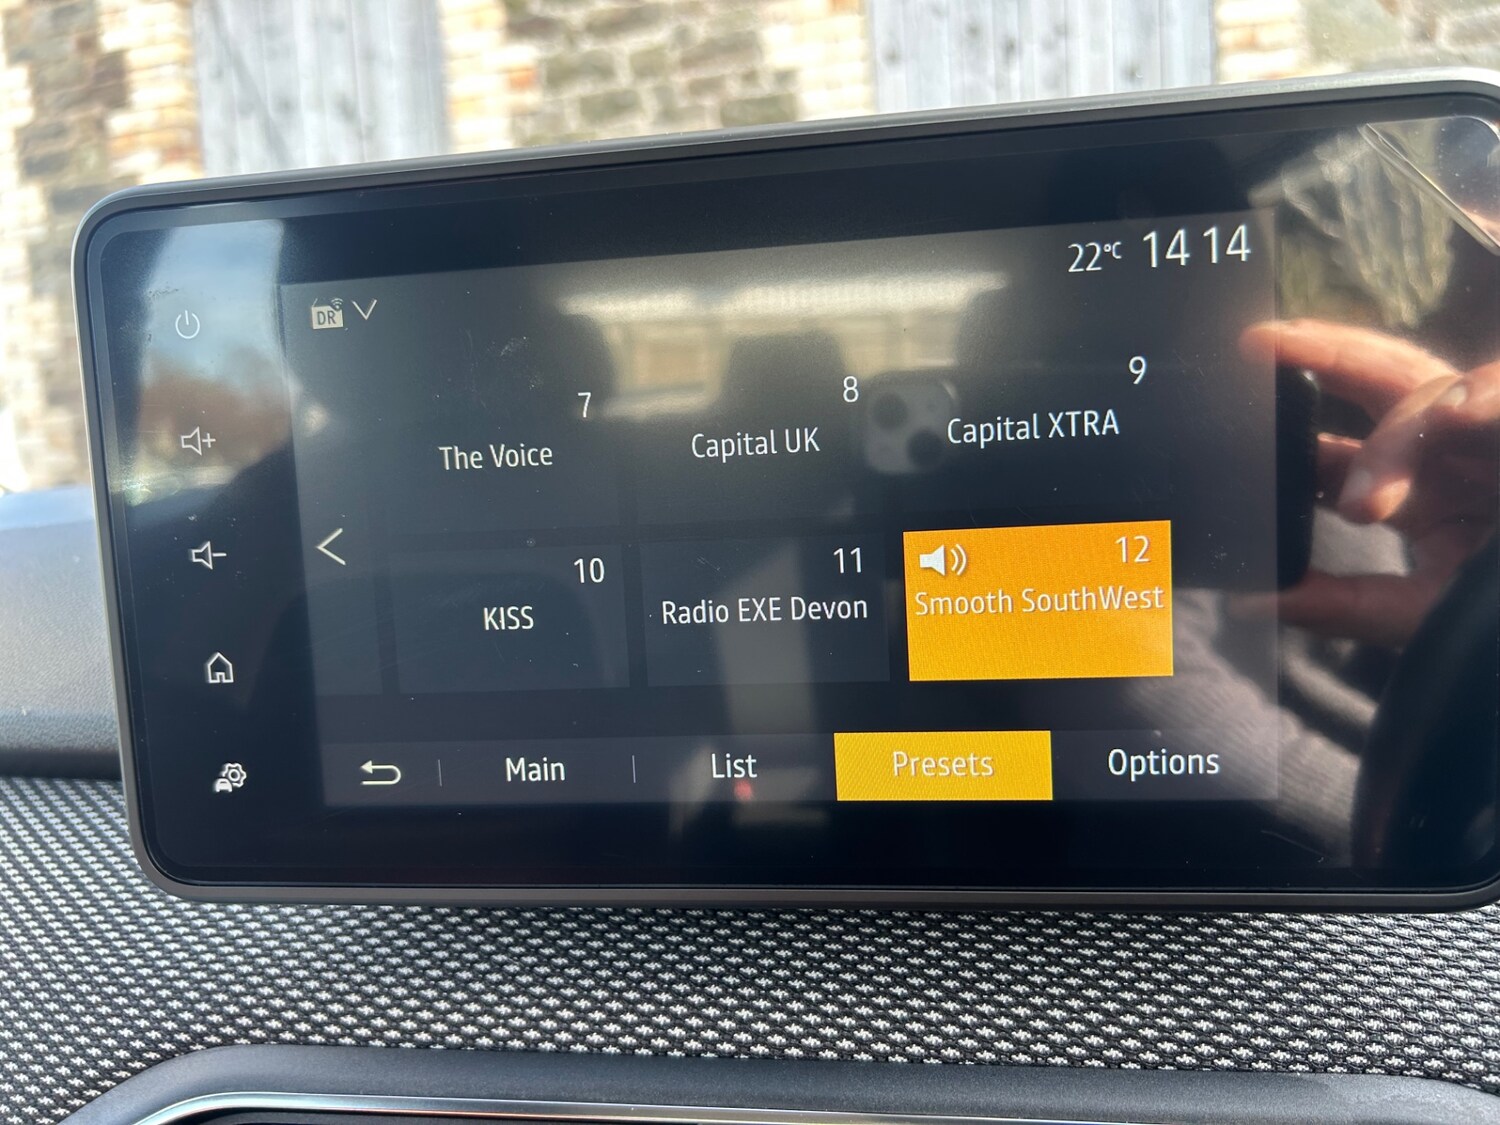 22°C 14 14
DR
7
The Voice
8
Capital UK
9
Capital XTRA
10
KISS
11
Radio EXE Devon
12
Smooth SouthWest
Main
List
Presets
Options